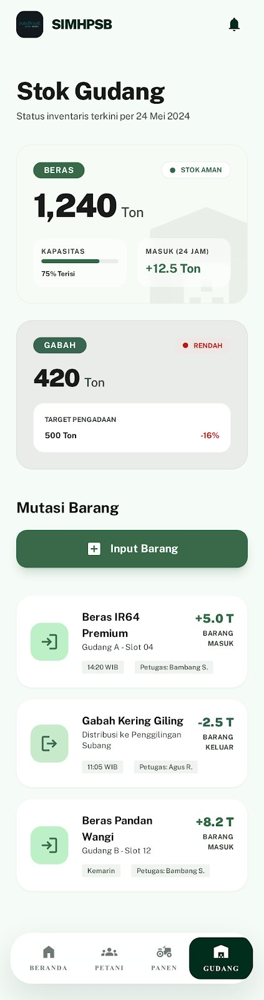 SIMHPSB
Stok Gudang
Status inventaris terkini per 24 Mei 2024
BERAS
STOK AMAN
1,240 Ton
KAPASITAS
75% Terisi
MASUK (24 JAM)
+12.5 Ton
GABAH
RENDAH
420 Ton
TARGET PENGADAAN
500 Ton
-16%
Mutasi Barang
Input Barang
Beras IR64
Premium
Gudang A - Slot 04
14:20 WIB
Petugas: Bambang S.
+5.0 T
BARANG
MASUK
Gabah Kering Giling
Distribusi ke Penggilingan
Subang
11:05 WIB
Petugas: Agus R.
-2.5 T
BARANG
KELUAR
Beras Pandan
Wangi
Gudang B - Slot 12
Kemarin
Petugas: Bambang S.
+8.2 T
BARANG
MASUK
BERANDA
PETANI
PANEN
GUDANG